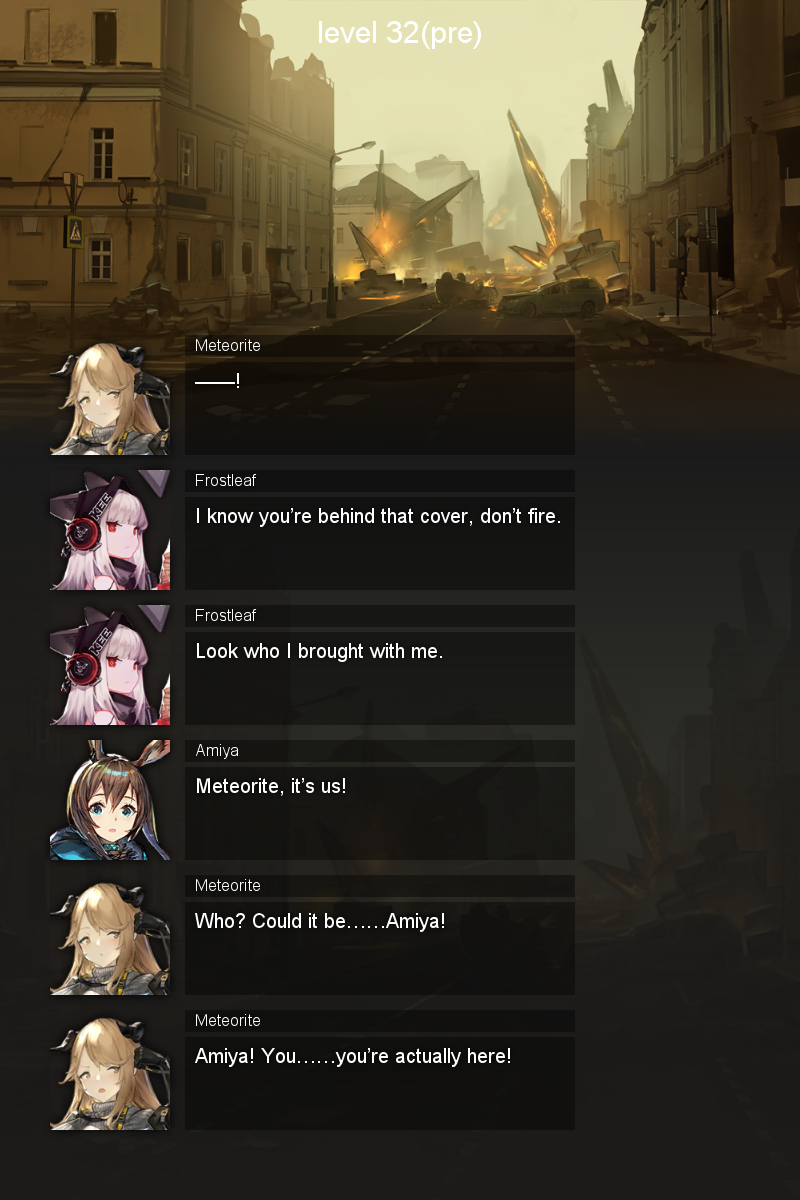 level 32(pre)
Meteorite
——!
Frostleaf
I know you're behind that cover, don't fire.
Frostleaf
Look who I brought with me.
Amiya
Meteorite, it's us!
Meteorite
Who? Could it be……Amiya!
Meteorite
Amiya! You……you're actually here!